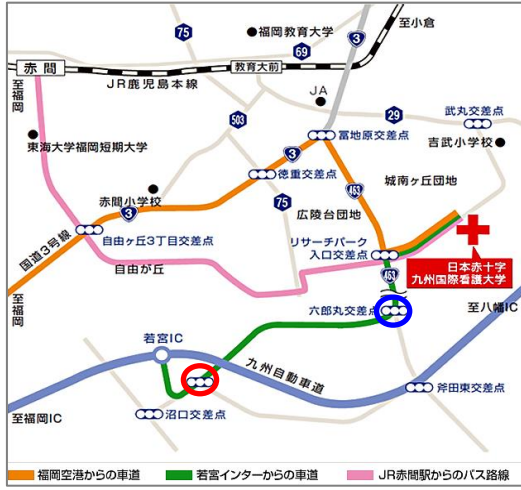 至小倉
75
福岡教育大学
3
69
赤間
教育大前
JR鹿児島本線
至福岡
JA
503
29
武丸交差点
東海大学福岡短期大学
冨地原交差点
吉武小学校
3
徳重交差点
赤間小学校
75
463
城南ヶ丘団地
3
広陵台団地
国道3号線
自由ヶ丘3丁目交差点
リサーチパーク
入口交差点
自由が丘
463
日本赤十字
九州国際看護大学
至福岡
六郎丸交差点
至八幡IC
若宮IC
九州自動車道
斧田東交差点
至福岡IC
沼口交差点
福岡空港からの車道
若宮インターからの車道
JR赤間駅からのバス路線